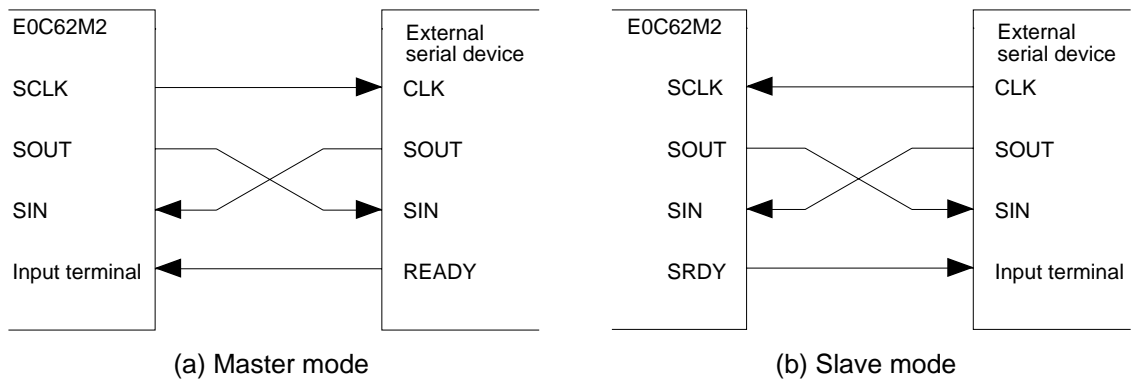 E0C62M2
SCLK
SOUT
SIN
Input terminal
External
serial device
CLK
SOUT
SIN
READY
(a) Master mode
E0C62M2
SCLK
SOUT
SIN
SRDY
External
serial device
CLK
SOUT
SIN
Input terminal
(b) Slave mode